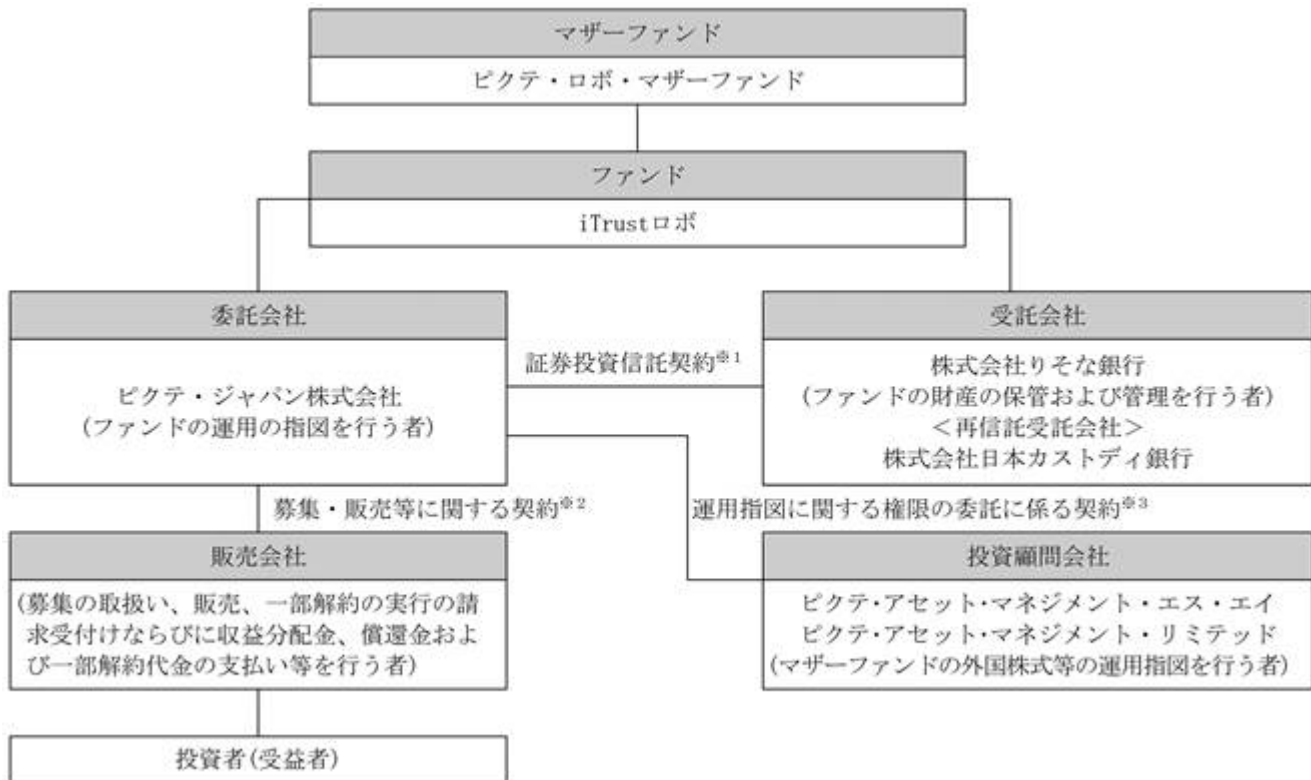 マザーファンド
ピクテ・ロボ・マザーファンド
ファンド
iTrustロボ
委託会社
ピクテ・ジャパン株式会社
(ファンドの運用の指図を行う者)
証券投資信託契約※1
受託会社
株式会社りそな銀行
(ファンドの財産の保管および管理を行う者)
＜再信託受託会社＞
株式会社日本カストディ銀行
募集・販売等に関する契約※2
運用指図に関する権限の委託に係る契約※3
販売会社
(募集の取扱い、販売、一部解約の実行の請
求受付けならびに収益分配金、償還金およ
び一部解約代金の支払い等を行う者)
投資顧問会社
ピクテ・アセット・マネジメント・エス・エイ
ピクテ・アセット・マネジメント・リミテッド
(マザーファンドの外国株式等の運用指図を行う者)
投資者(受益者)